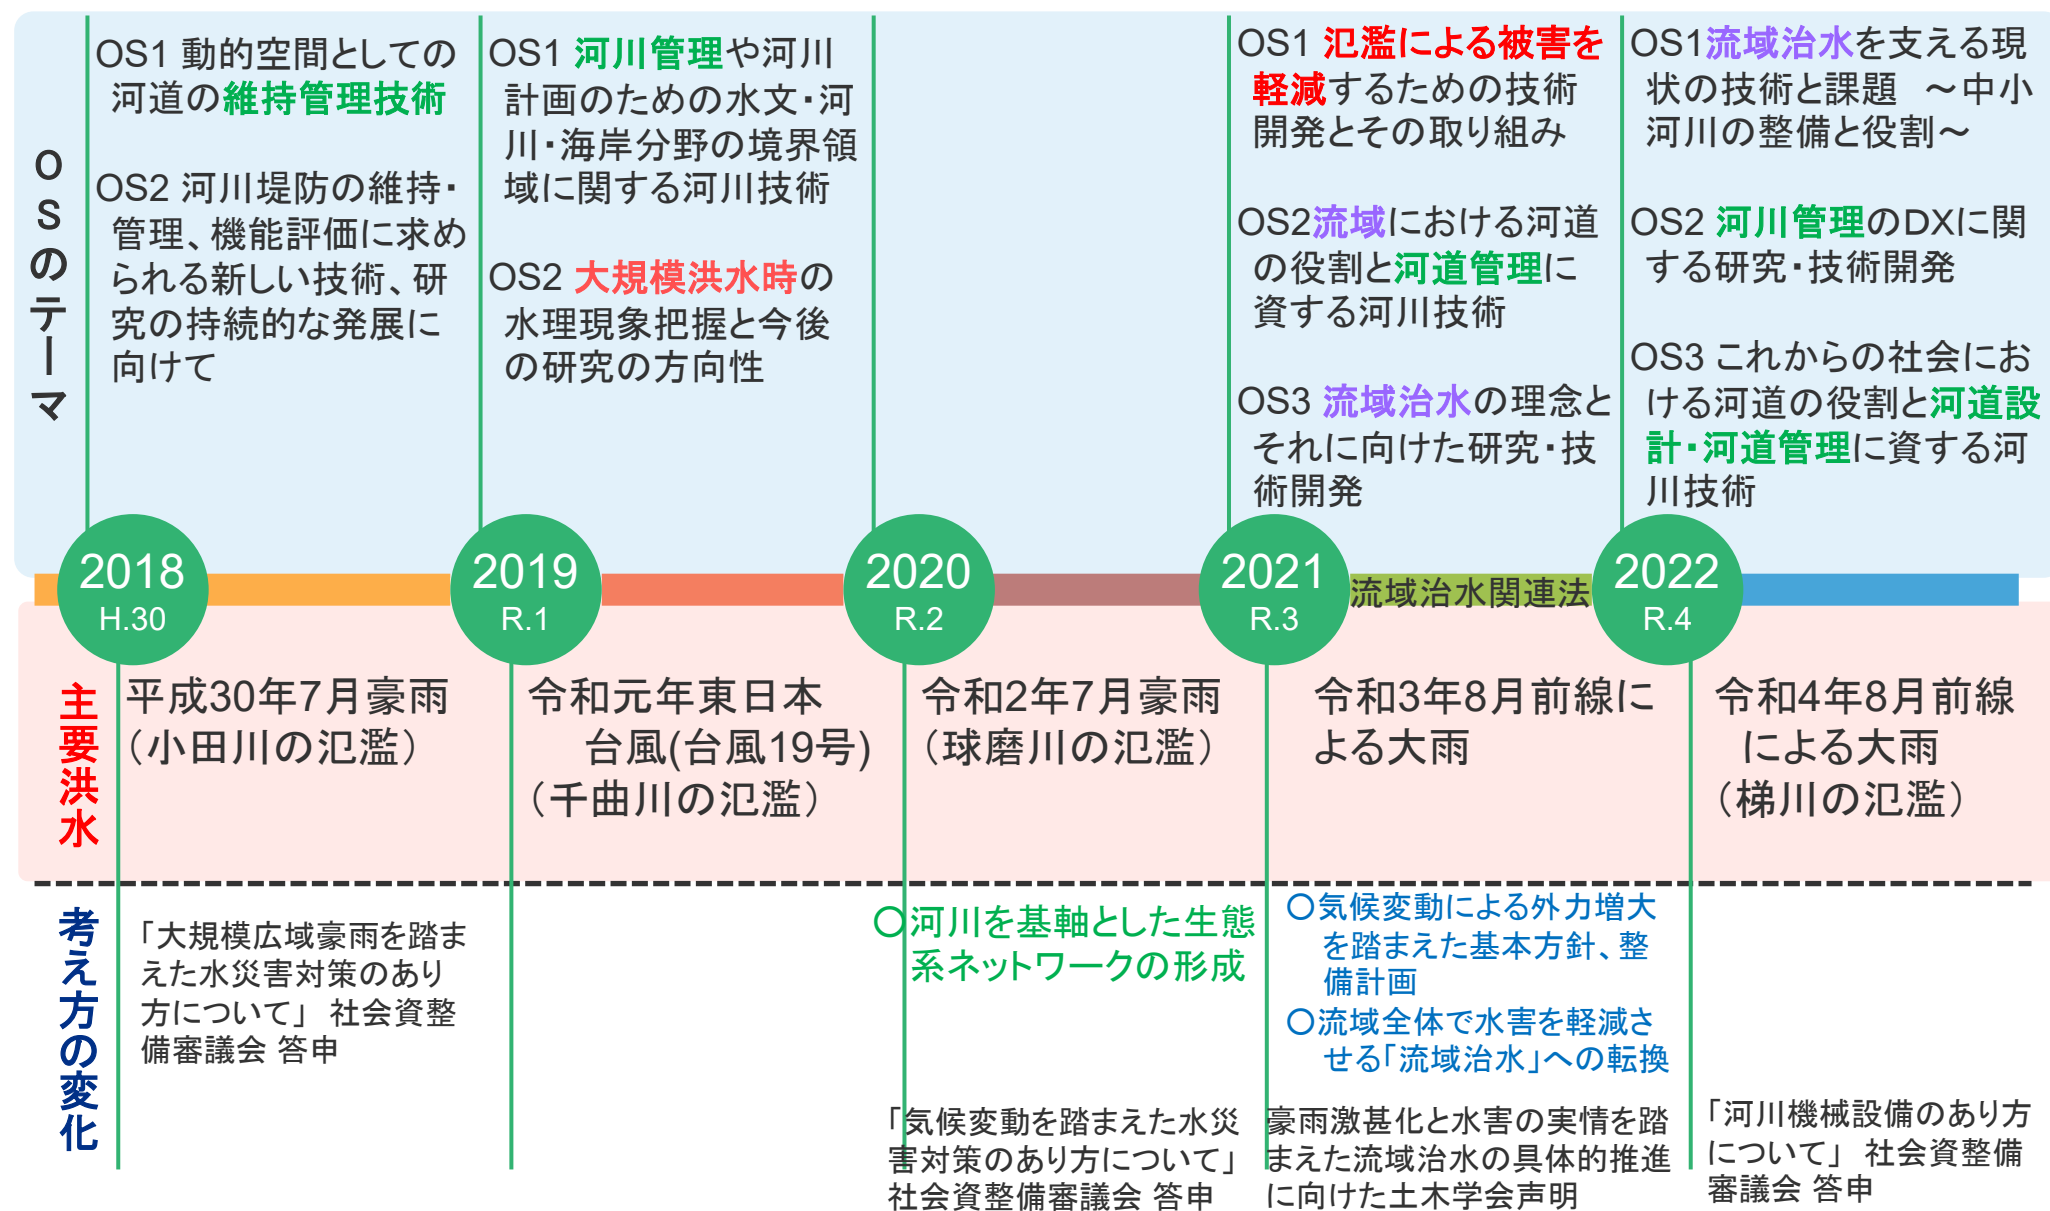 OSのテーマ
OS1 動的空間としての
河道の維持管理技術
OS2 河川堤防の維持・
管理、機能評価に求め
られる新しい技術、研
究の持続的な発展に
向けて
OS1 河川管理や河川
計画のための水文・河
川・海岸分野の境界領
域に関する河川技術
OS2 大規模洪水時の
水理現象把握と今後
の研究の方向性
OS1 氾濫による被害を
軽減するための技術
開発とその取り組み
OS2流域における河道
の役割と河道管理に
資する河川技術
OS3 流域治水の理念と
それに向けた研究・技
術開発
OS1流域治水を支える現
状の技術と課題　～中小
河川の整備と役割～
OS2 河川管理のDXに関
する研究・技術開発
OS3 これからの社会にお
ける河道の役割と河道設
計・河道管理に資する河
川技術
2018
H.30
2019
R.1
2020
R.2
2021
R.3
流域治水関連法
2022
R.4
主要洪水
平成30年7月豪雨
（小田川の氾濫）
令和元年東日本
台風(台風19号)
（千曲川の氾濫）
令和2年7月豪雨
（球磨川の氾濫）
令和3年8月前線に
よる大雨
令和4年8月前線
による大雨
（梯川の氾濫）
考え方の変化
「大規模広域豪雨を踏ま
えた水災害対策のあり
方について」 社会資整
備審議会 答申
○河川を基軸とした生態
系ネットワークの形成
「気候変動を踏まえた水災
害対策のあり方について」
社会資整備審議会 答申
○気候変動による外力増大
を踏まえた基本方針、整
備計画
○流域全体で水害を軽減さ
せる「流域治水」への転換
豪雨激甚化と水害の実情を踏
まえた流域治水の具体的推進
に向けた土木学会声明
「河川機械設備のあり方
について」 社会資整備
審議会 答申